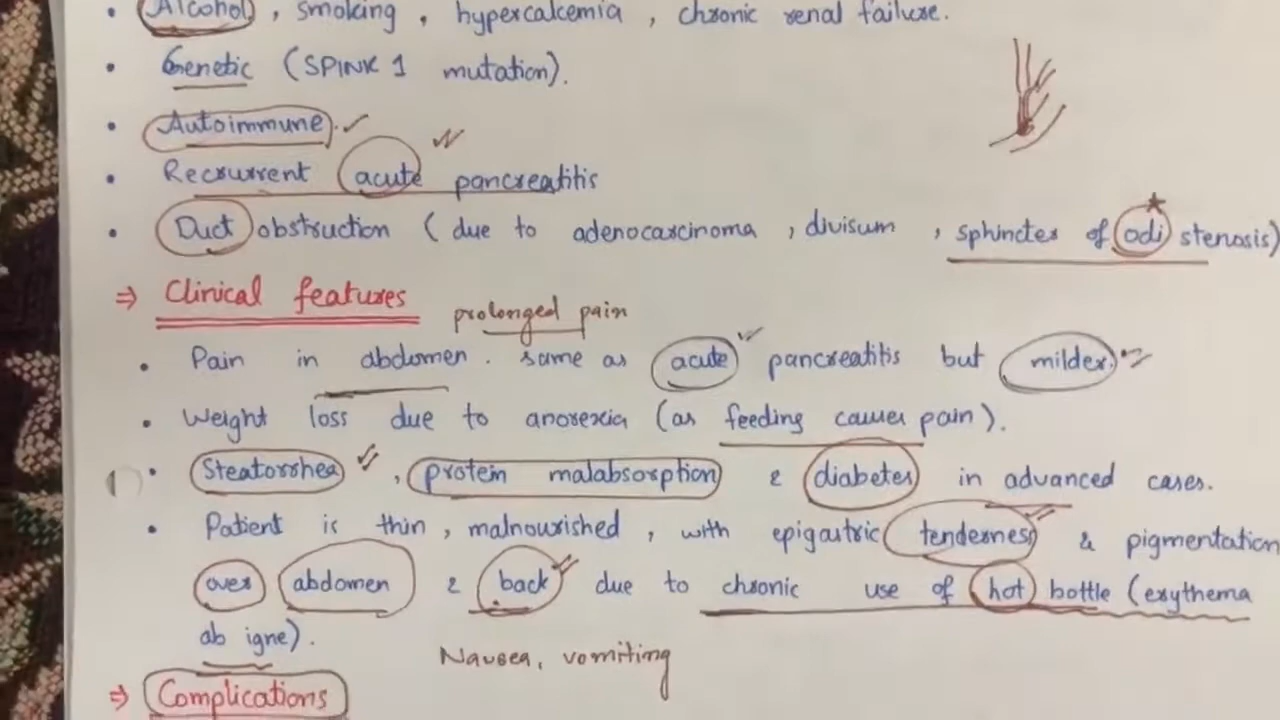 • Alcohol, smoking, hypercalcemia, chronic renal failure.
• Genetic (SPINK 1 mutation).
• Autoimmune.
• Recurrent acute pancreatitis
• Duct obstruction (due to adenocarcinoma, divisum, sphincter of odi stenosis)
⇒ Clinical features
prolonged pain
• Pain in abdomen. same as acute pancreatitis but milder.
• Weight loss due to anorexia (as feeding causes pain).
• Steatorrhea, protein malabsorption & diabetes in advanced cases.
• Patient is thin, malnourished, with epigastric tenderness & pigmentation
over abdomen & back due to chronic use of hot bottle (erythema
ab igne).
Nausea, vomiting
⇒ Complications